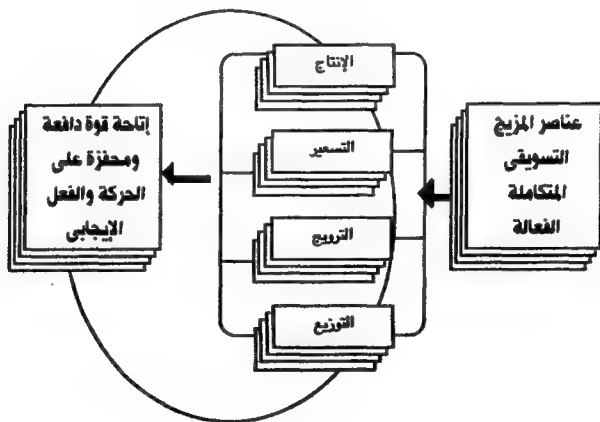 عناصر المزيج
التسويقى
المتكاملة
الفعالة
الإنتاج
التسعير
الترويج
التوزيع
إتاحة قوة دافعة
ومحفزة على
الحركة والفعل
الإيجابى